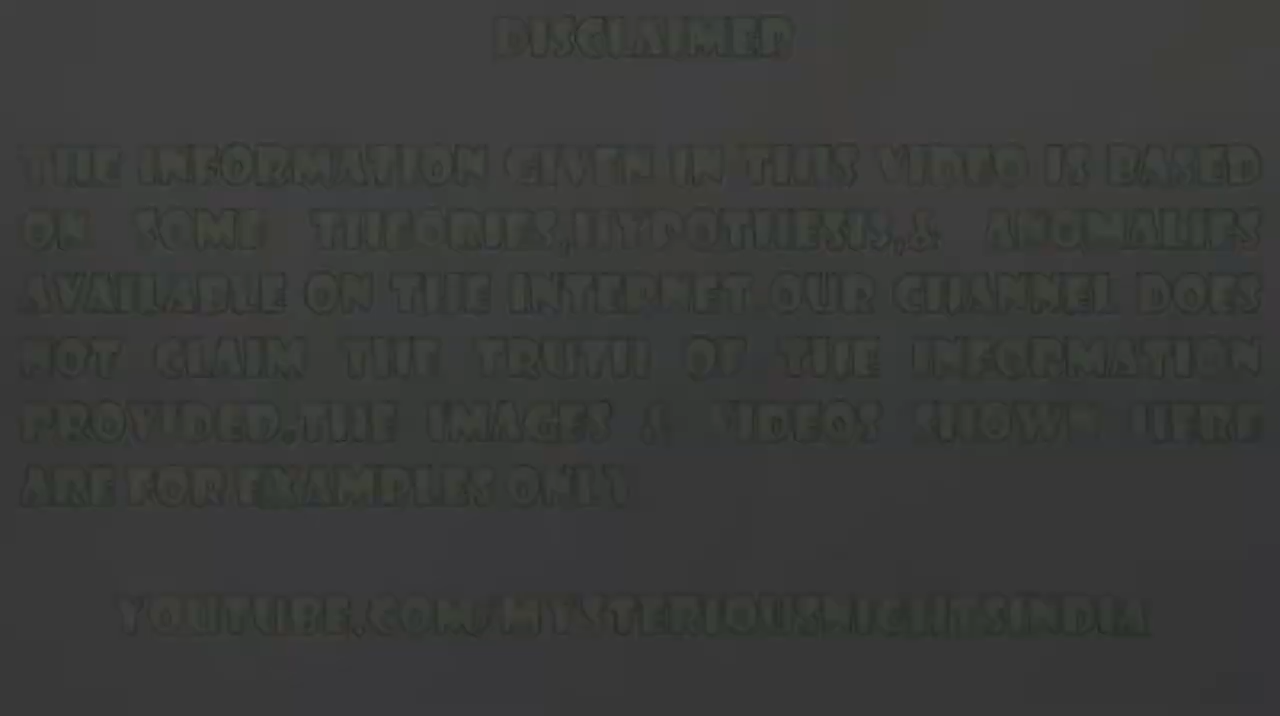 DISCLAIMER
THE INFORMATION GIVEN IN THIS VIDEO IS BASED
ON SOME THEORIES,HYPOTHESIS,& ANOMALIES
AVAILABLE ON THE INTERNET.OUR CHANNEL DOES
NOT CLAIM THE TRUTH OF THE INFORMATION
PROVIDED.THE IMAGES & VIDEOS SHOWN HERE
ARE FOR EXAMPLES ONLY
YOUTUBE.COM/MYSTERIOUSNIGHTSINDIA